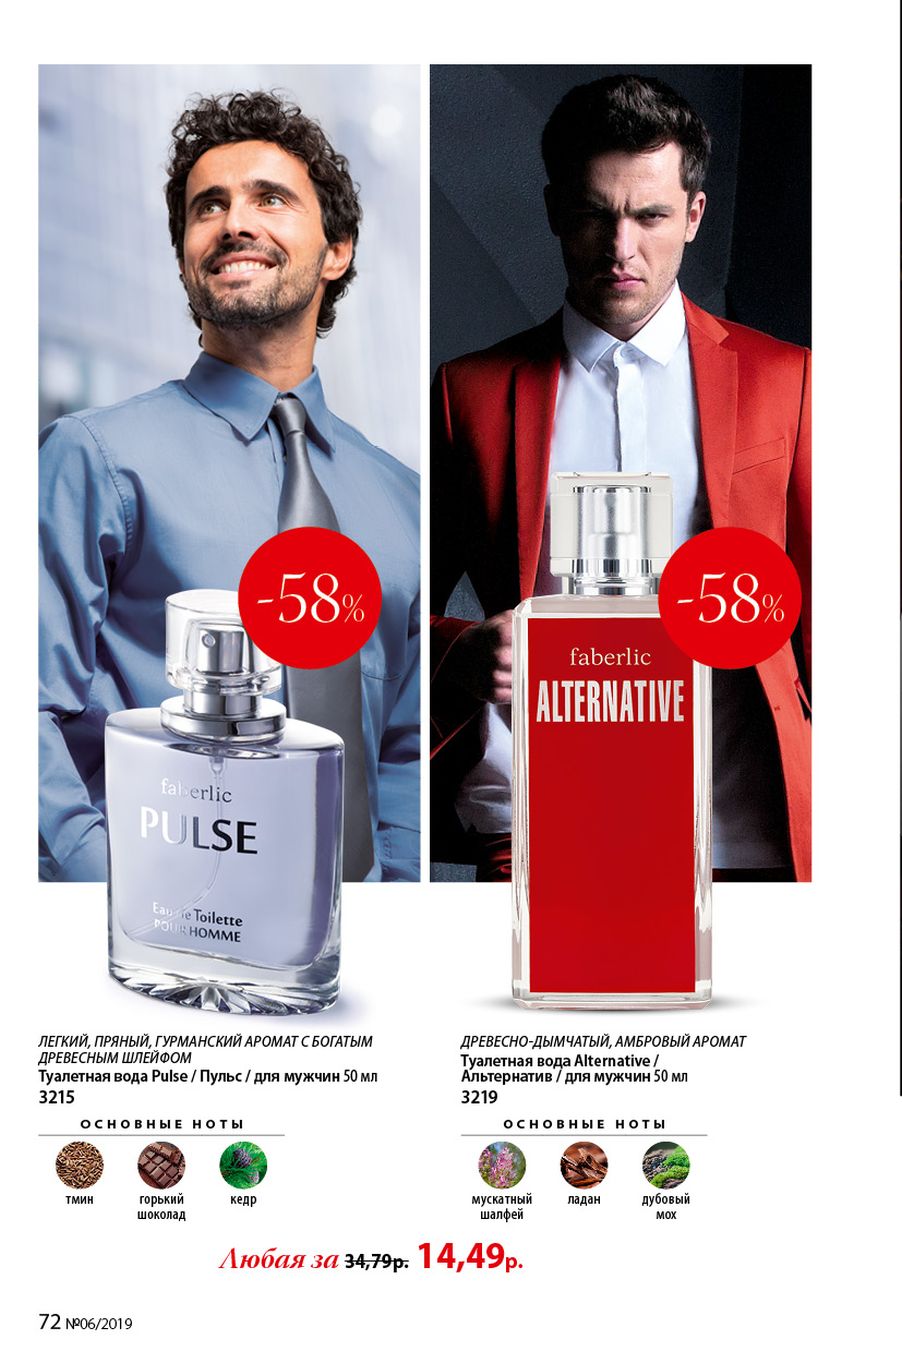 -58%
-58%
faberlic
PULSE
Eau de Toilette
POUR HOMME
faberlic
ALTERNATIVE
ЛЕГКИЙ, ПРЯНЫЙ, ГУРМАНСКИЙ АРОМАТ С БОГАТЫМ
ДРЕВЕСНЫМ ШЛЕЙФОМ
Туалетная вода Pulse / Пульс / для мужчин 50 мл
3215
ОСНОВНЫЕ НОТЫ
тмин
горький
шоколад
кедр
ДРЕВЕСНО-ДЫМЧАТЫЙ, АМБРОВЫЙ АРОМАТ
Туалетная вода Alternative /
Альтернатив / для мужчин 50 мл
3219
ОСНОВНЫЕ НОТЫ
мускатный
шалфей
ладан
дубовый
мох
Любая за 34,79р. 14,49р.
72 №06/2019